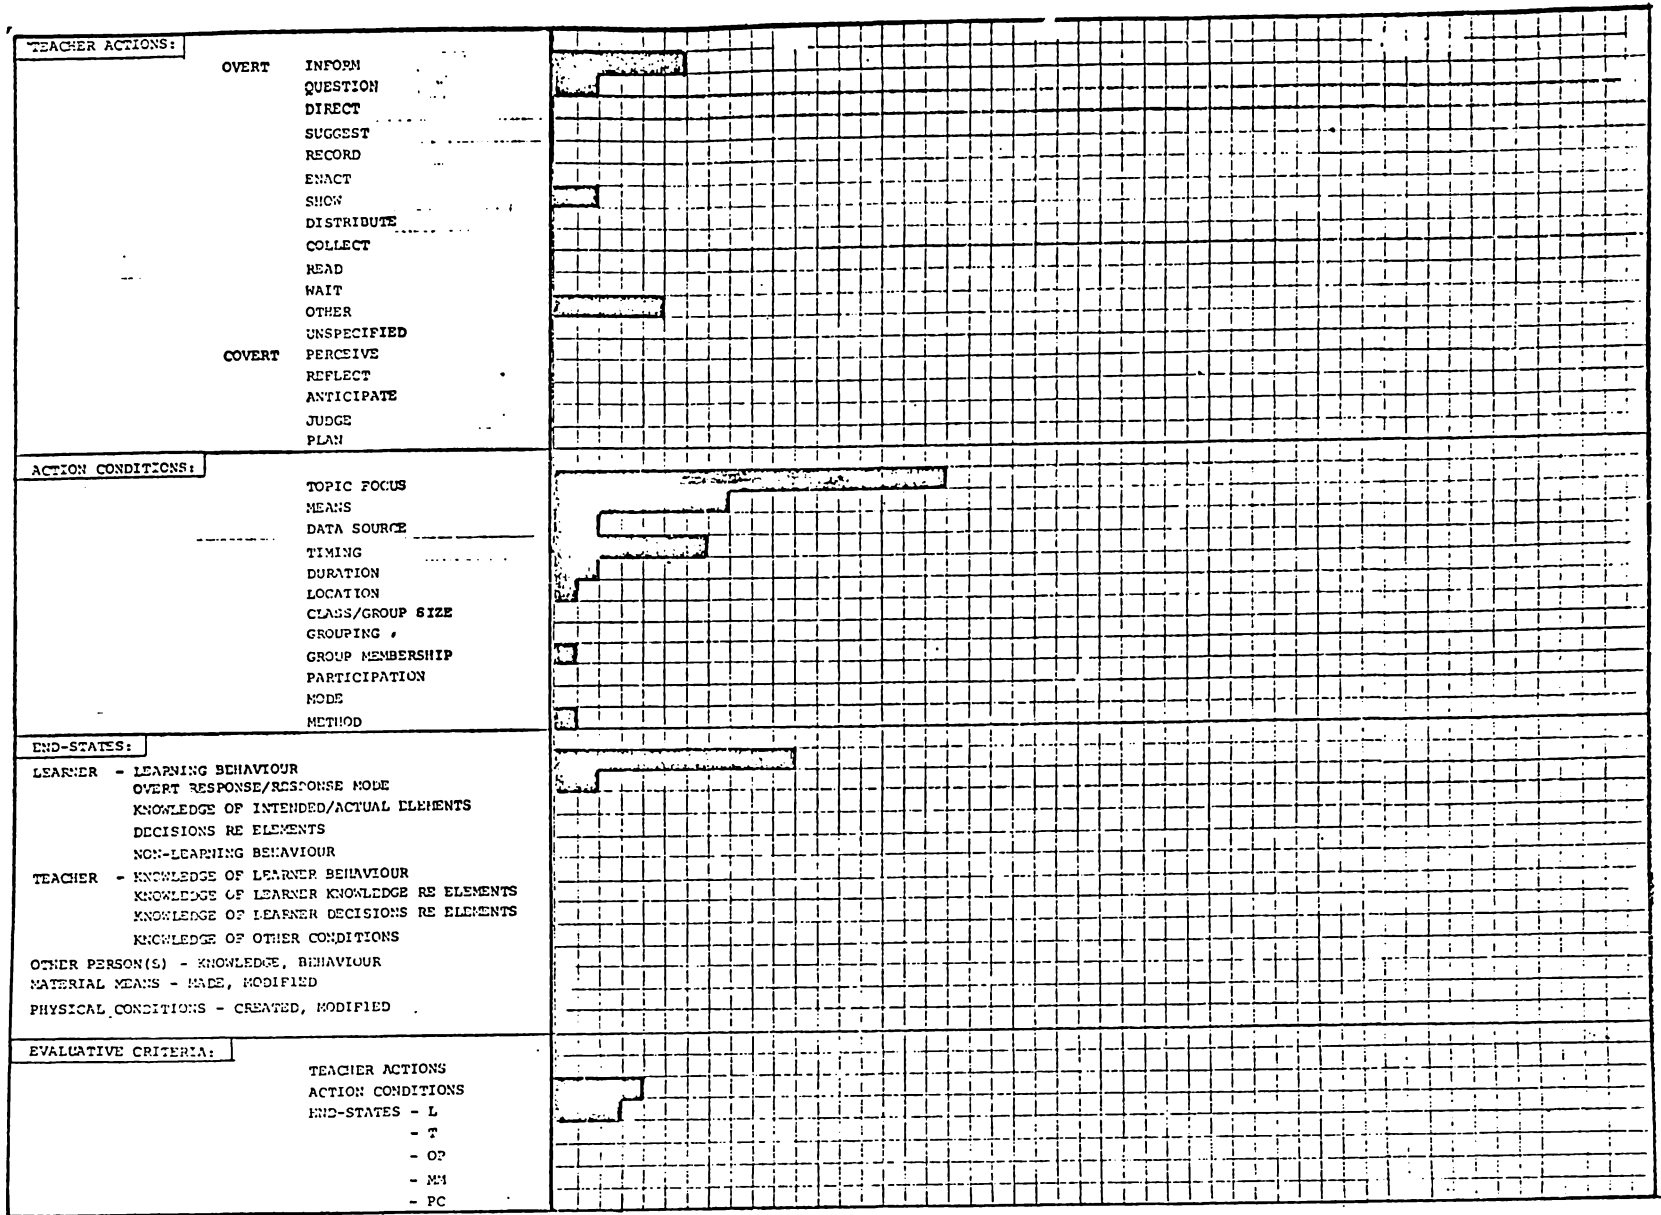 TEACHER ACTIONS:
OVERT INFORM
QUESTION
DIRECT
SUGGEST
RECORD
ENACT
SHOW
DISTRIBUTE
COLLECT
READ
WAIT
OTHER
UNSPECIFIED
COVERT PERCEIVE
REFLECT
ANTICIPATE
JUDGE
PLAN
ACTION CONDITIONS:
TOPIC FOCUS
MEANS
DATA SOURCE
TIMING
DURATION
LOCATION
CLASS/GROUP SIZE
GROUPING
GROUP MEMBERSHIP
PARTICIPATION
MODE
METHOD
END-STATES:
LEARNER - LEARNING BEHAVIOUR
OVERT RESPONSE/RESPONSE MODE
KNOWLEDGE OF INTENDED/ACTUAL ELEMENTS
DECISIONS RE ELEMENTS
NON-LEARNING BEHAVIOUR
TEACHER - KNOWLEDGE OF LEARNER BEHAVIOUR
KNOWLEDGE OF LEARNER KNOWLEDGE RE ELEMENTS
KNOWLEDGE OF LEARNER DECISIONS RE ELEMENTS
KNOWLEDGE OF OTHER CONDITIONS
OTHER PERSON(S) - KNOWLEDGE, BEHAVIOUR
MATERIAL MEANS - MADE, MODIFIED
PHYSICAL CONDITIONS - CREATED, MODIFIED
EVALUATIVE CRITERIA:
TEACHER ACTIONS
ACTION CONDITIONS
END-STATES - L
- T
- OP
- MM
- PC